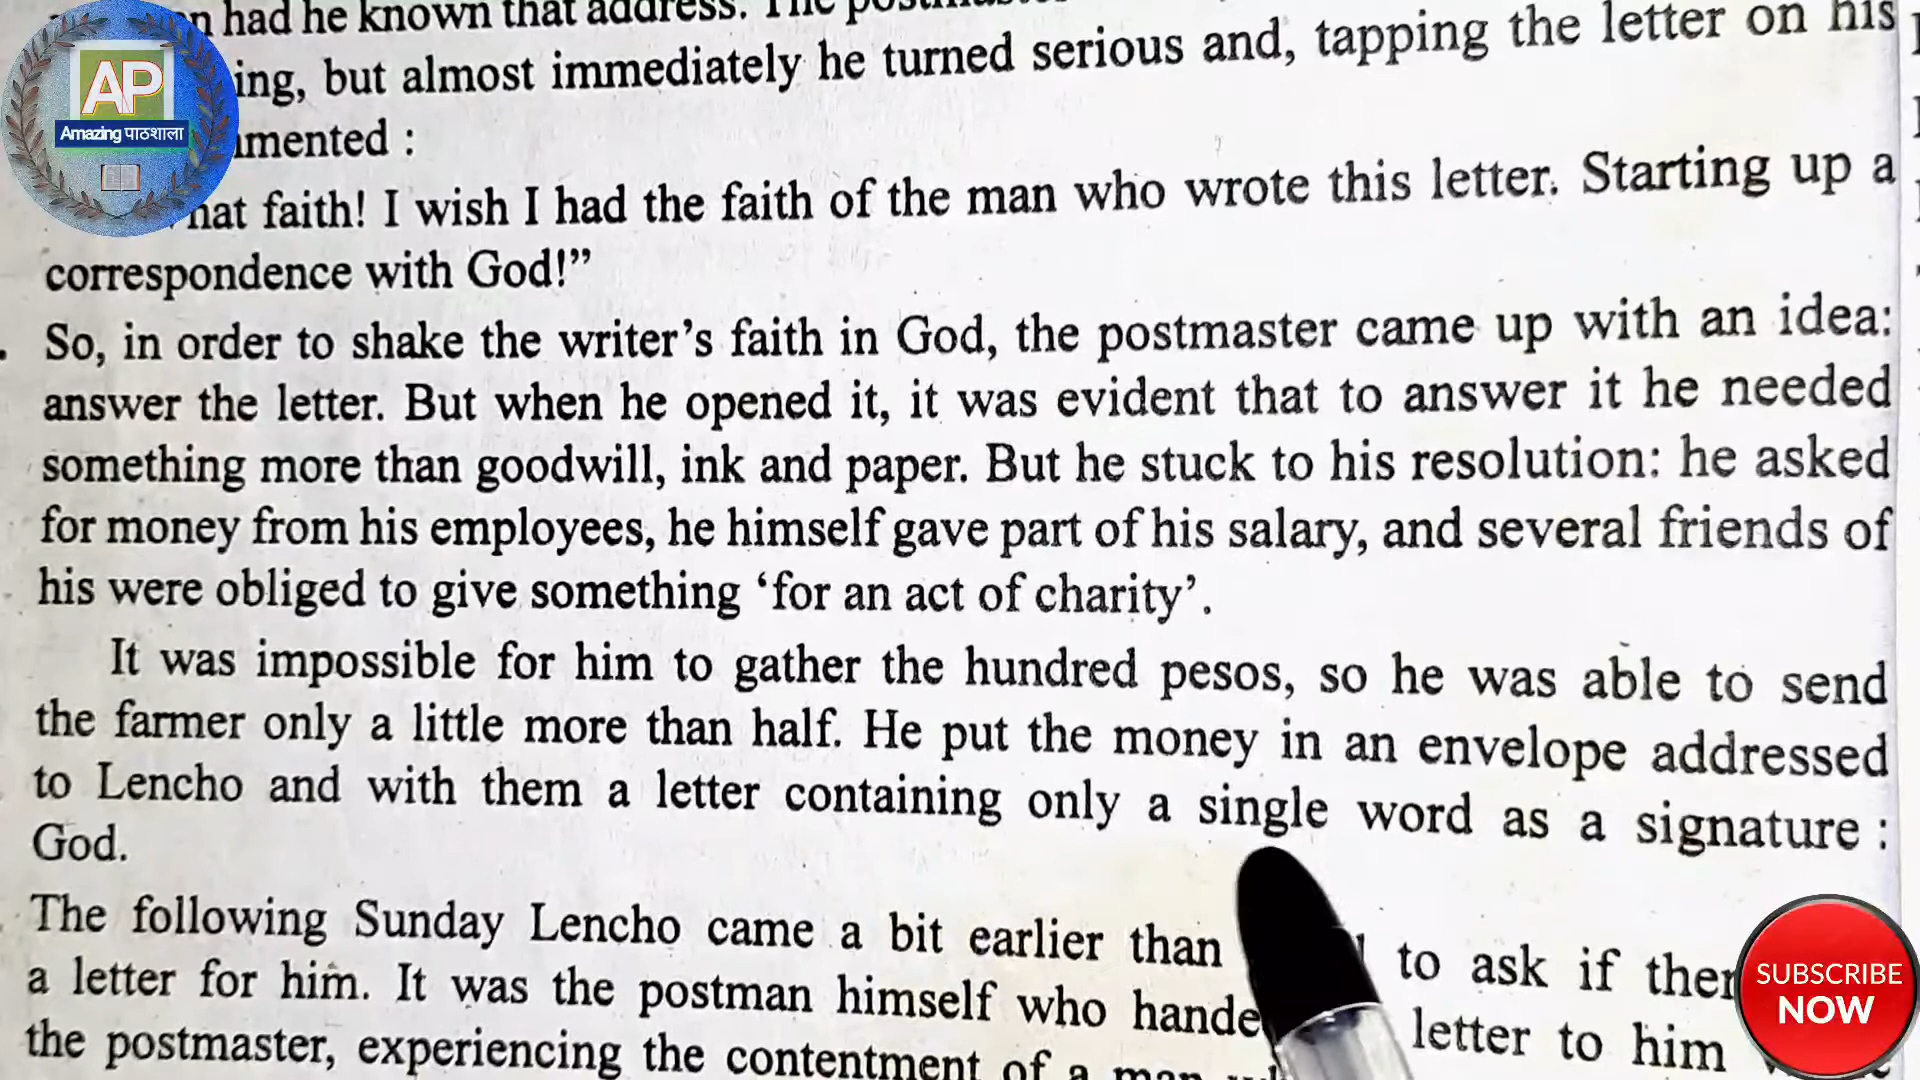 had he known that address. The
ing, but almost immediately he turned serious and, tapping the letter on his
mented :
hat faith! I wish I had the faith of the man who wrote this letter. Starting up a
correspondence with God!”
So, in order to shake the writer’s faith in God, the postmaster came up with an idea:
answer the letter. But when he opened it, it was evident that to answer it he needed
something more than goodwill, ink and paper. But he stuck to his resolution: he asked
for money from his employees, he himself gave part of his salary, and several friends of
his were obliged to give something ‘for an act of charity’.
It was impossible for him to gather the hundred pesos, so he was able to send
the farmer only a little more than half. He put the money in an envelope addressed
to Lencho and with them a letter containing only a single word as a signature :
God.
The following Sunday Lencho came a bit earlier than to ask if ther
a letter for him. It was the postman himself who hande letter to him
the postmaster, experiencing the contentment of a man
AP
Amazing पाठशाला
SUBSCRIBE
NOW